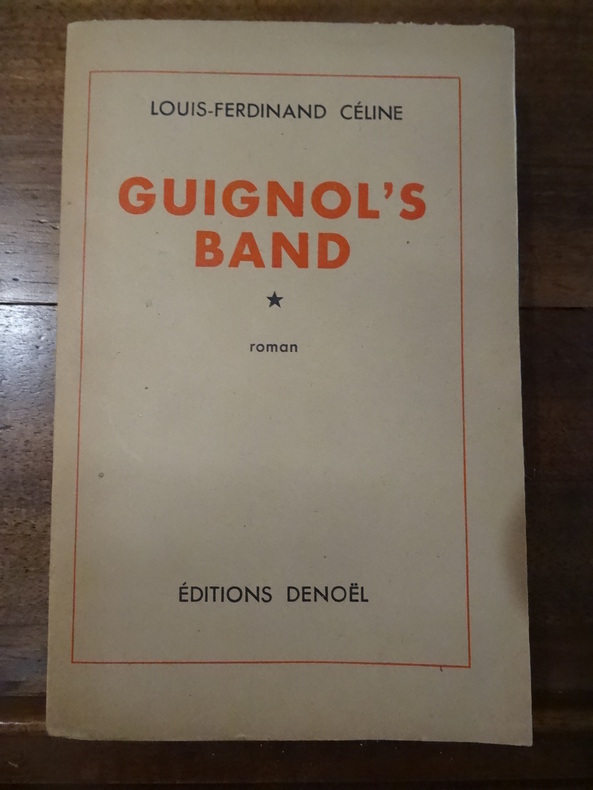 LOUIS-FERDINAND CÉLINE
GUIGNOL'S
BAND
★
roman
ÉDITIONS DENOËL